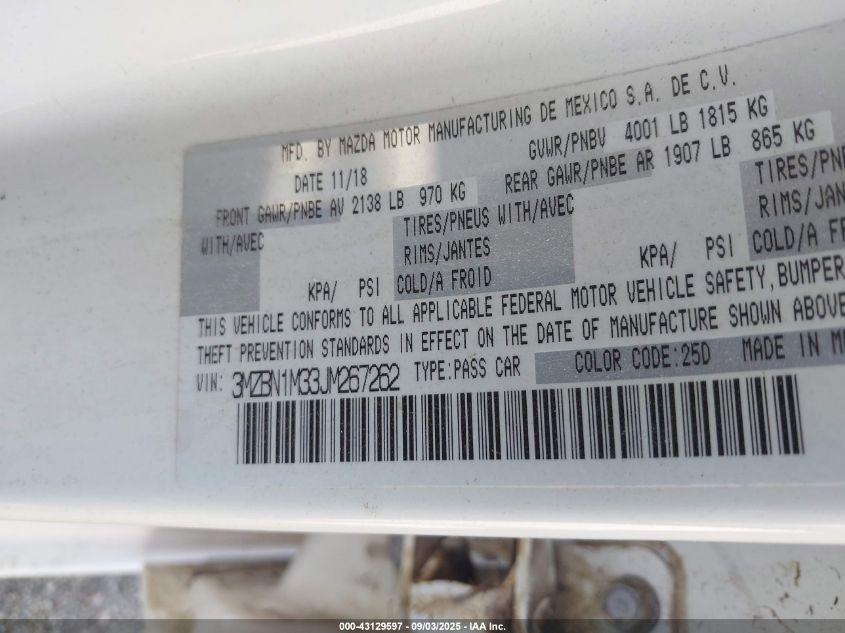 MFD. BY MAZDA MOTOR MANUFACTURING DE MEXICO S.A. DE C.V.
DATE 11/18 GVWR/PNBV 4001 LB 1815 KG
FRONT GAWR/PNBE AV 2138 LB 970 KG REAR GAWR/PNBE AR 1907 LB 865 KG
WITH/AVEC TIRES/PNEUS WITH/AVEC TIRES/PNE
RIMS/JANTES RIMS/JANTE
KPA/ PSI COLD/A FROID KPA/ PSI COLD/A FR
THIS VEHICLE CONFORMS TO ALL APPLICABLE FEDERAL MOTOR VEHICLE SAFETY, BUMPER
THEFT PREVENTION STANDARDS IN EFFECT ON THE DATE OF MANUFACTURE SHOWN ABOVE
VIN: 3MZBN1M33JM267262 TYPE:PASS CAR COLOR CODE:25D MADE IN ME
000-43129597 - 09/03/2025 - IAA Inc.